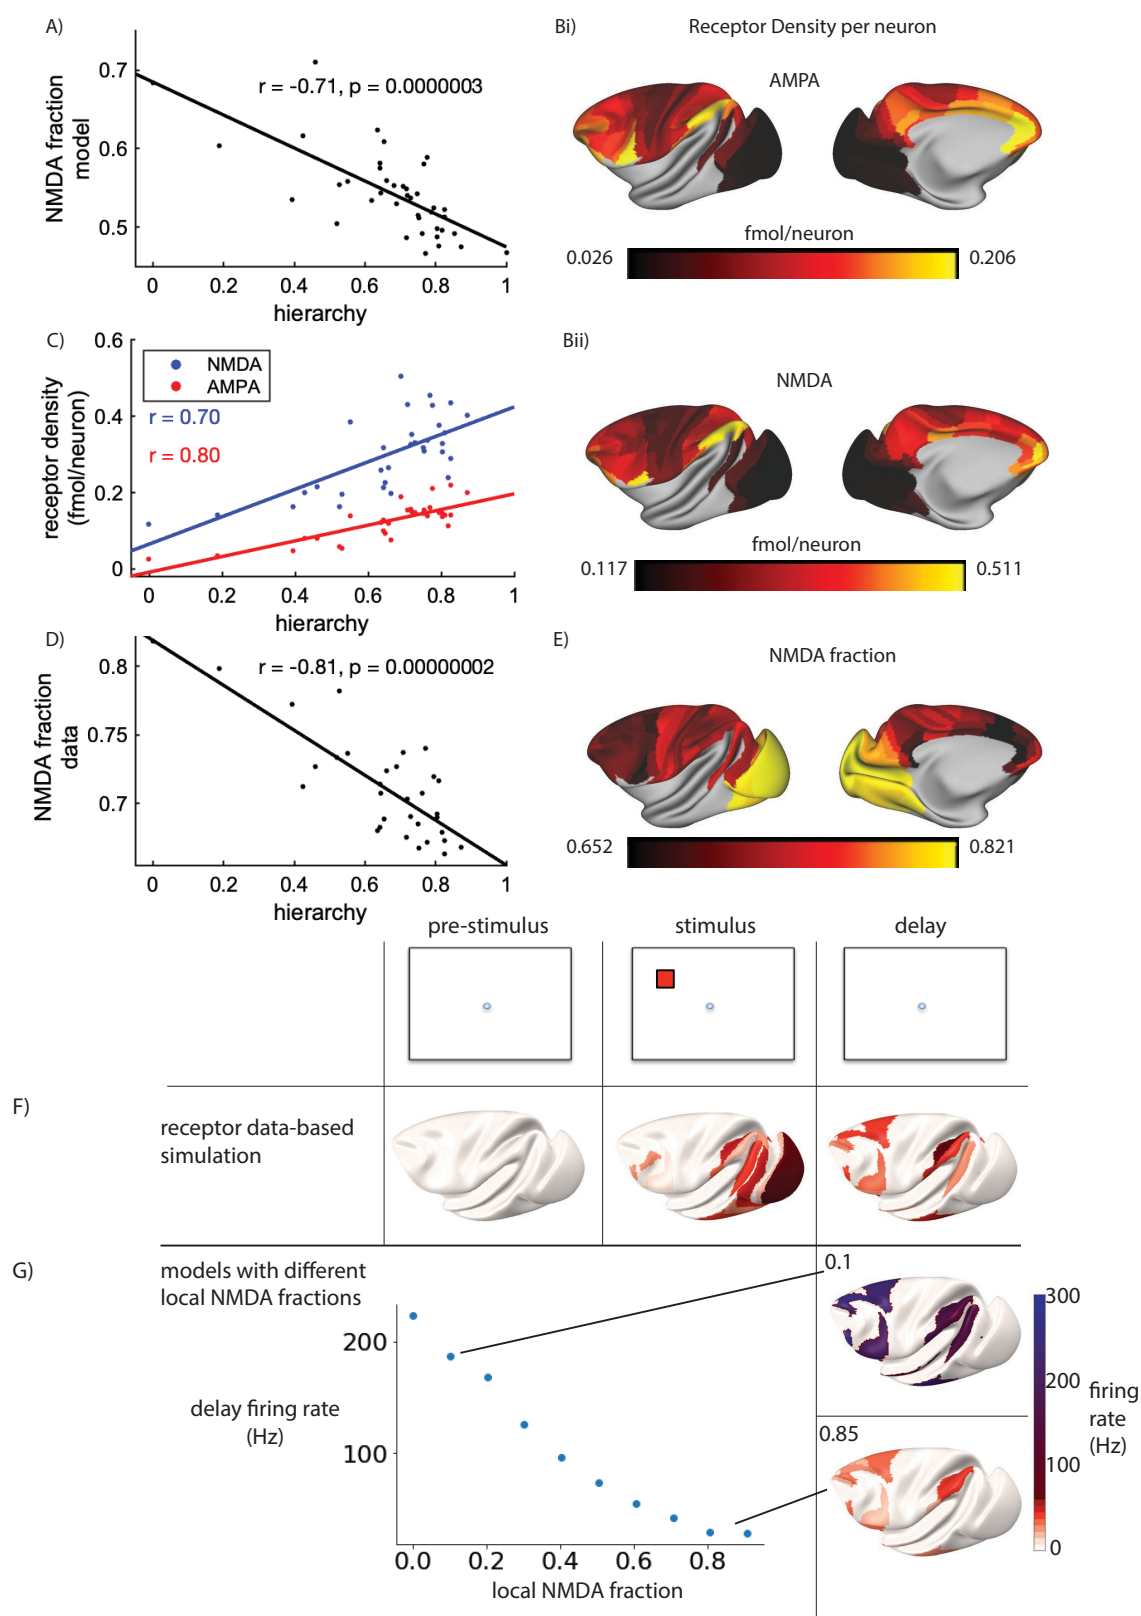 A)
NMDA fraction
model
0.7
0.6
0.5
r = -0.71, p = 0.0000003
0 0.2 0.4 0.6 0.8 1
hierarchy
Bi)
Receptor Density per neuron
AMPA
fmol/neuron
0.026
0.206
C)
receptor density
(fmol/neuron)
0.6
0.4
0.2
0
NMDA
AMPA
r = 0.70
r = 0.80
0 0.2 0.4 0.6 0.8 1
hierarchy
Bii)
NMDA
fmol/neuron
0.117
0.511
D)
NMDA fraction
data
0.8
0.75
0.7
r = -0.81, p = 0.00000002
0 0.2 0.4 0.6 0.8 1
hierarchy
E)
NMDA fraction
0.652
0.821
pre-stimulus
stimulus
delay
F)
receptor data-based
simulation
G)
models with different
local NMDA fractions
delay firing rate
(Hz)
200
100
0.0 0.2 0.4 0.6 0.8
local NMDA fraction
0.1
0.85
300
200
100
0
firing
rate
(Hz)